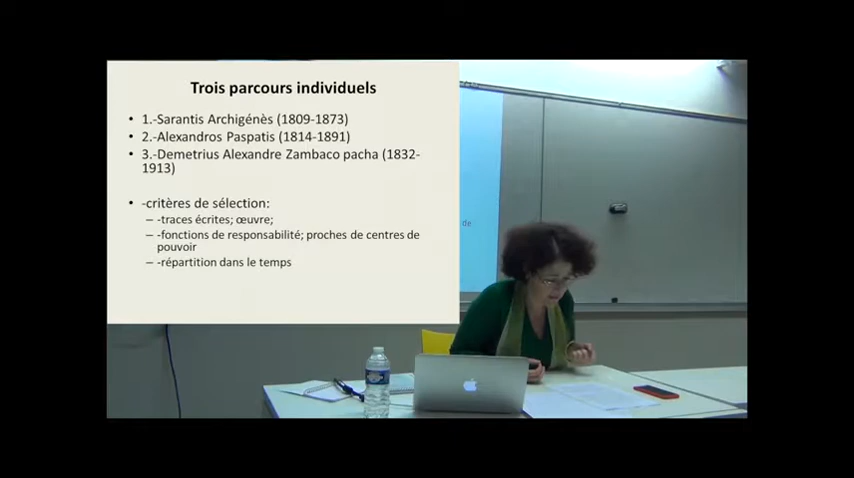 Trois parcours individuels
• 1.-Sarantis Archigénès (1809-1873)
• 2.-Alexandros Paspatis (1814-1891)
• 3.-Demetrius Alexandre Zambaco pacha (1832-
1913)
• -critères de sélection:
– -traces écrites; œuvre;
– -fonctions de responsabilité; proches de centres de
pouvoir
– -répartition dans le temps
de